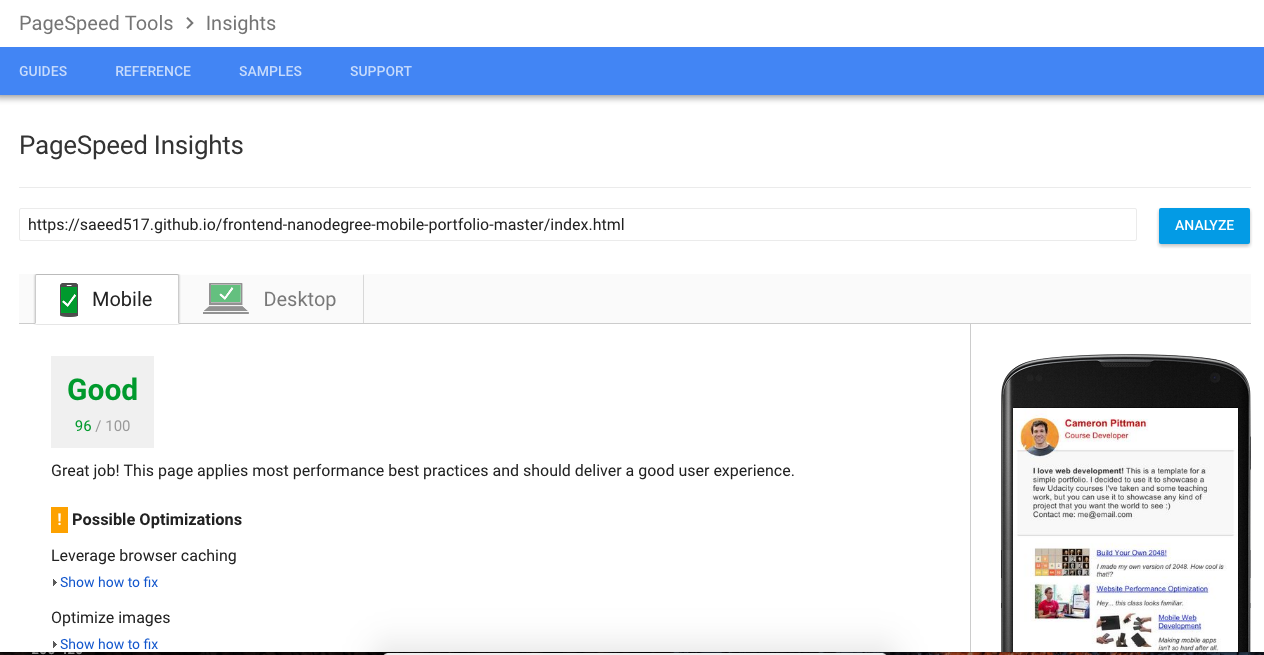 PageSpeed Tools > Insights
GUIDES REFERENCE SAMPLES SUPPORT
PageSpeed Insights
https://saeed517.github.io/frontend-nanodegree-mobile-portfolio-master/index.html ANALYZE
Mobile Desktop
Good
96 / 100
Great job! This page applies most performance best practices and should deliver a good user experience.
! Possible Optimizations
Leverage browser caching
Show how to fix
Optimize images
Show how to fix
Cameron Pittman
Course Developer
I love web development! This is a template for a
simple portfolio. I decided to use it to showcase a
few Udacity courses I've taken and some teaching
work, but you can use it to showcase any kind of
project that you want the world to see :)
Contact me: me@email.com
Build Your Own 2048!
I made my own version of 2048. How cool is
that!?
Website Performance Optimization
Hey... this class looks familiar.
Mobile Web
Development
Making mobile apps
isn't so hard after all.